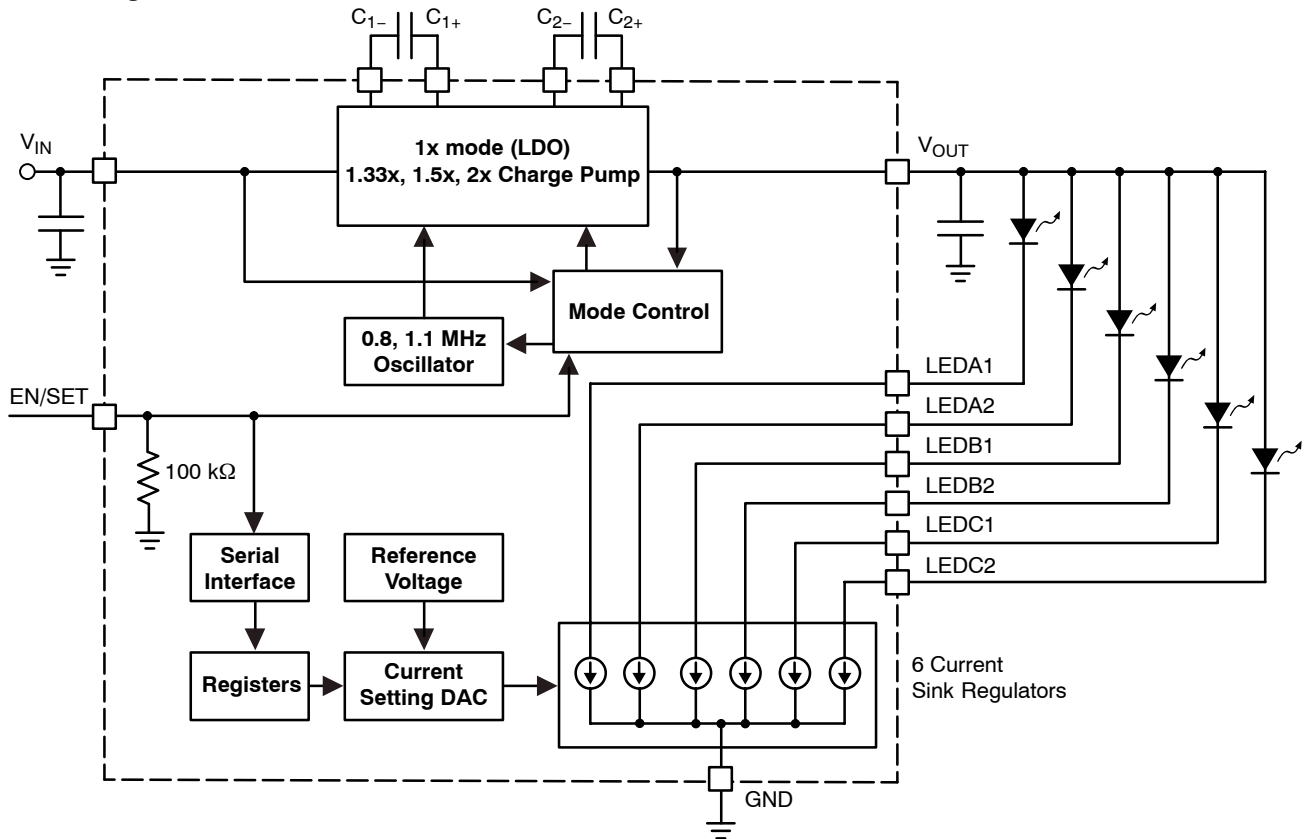 C1− C1+ C2− C2+
VIN
1x mode (LDO)
1.33x, 1.5x, 2x Charge Pump
VOUT
Mode Control
0.8, 1.1 MHz
Oscillator
EN/SET
100 kΩ
LEDA1
LEDA2
LEDB1
LEDB2
LEDC1
LEDC2
Serial
Interface
Reference
Voltage
Registers
Current
Setting DAC
6 Current
Sink Regulators
GND